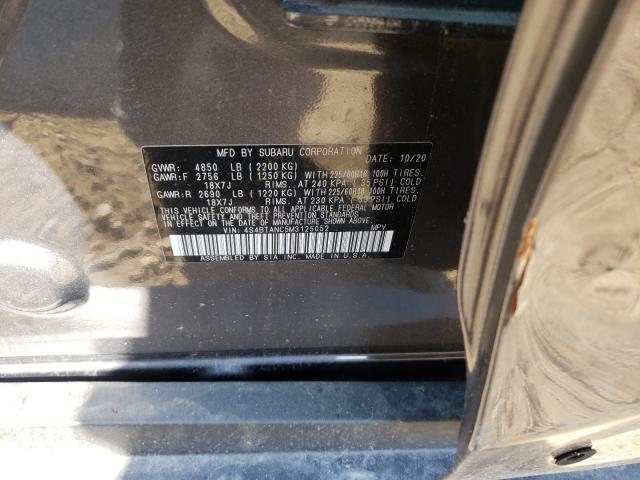 MFD BY SUBARU CORPORATION
DATE: 10/20
GVWR: 4850 LB ( 2200 KG)
GAWR:F 2756 LB ( 1250 KG) WITH 225/60R18 100H TIRES.
18X7J RIMS. AT 240 KPA ( 35 PSI) COLD
GAWR:R 2690 LB ( 1220 KG) WITH 225/60R18 100H TIRES.
18X7J RIMS. AT 230 KPA ( 33 PSI) COLD
THIS VEHICLE CONFORMS TO ALL APPLICABLE FEDERAL MOTOR
VEHICLE SAFETY AND THEFT PREVENTION STANDARDS IN EFFECT
ON THE DATE OF MANUFACTURE SHOWN ABOVE.
VIN: 4S4BTANC5M3125052 MPV
ASSEMBLED BY SIA INC. MADE IN U.S.A.